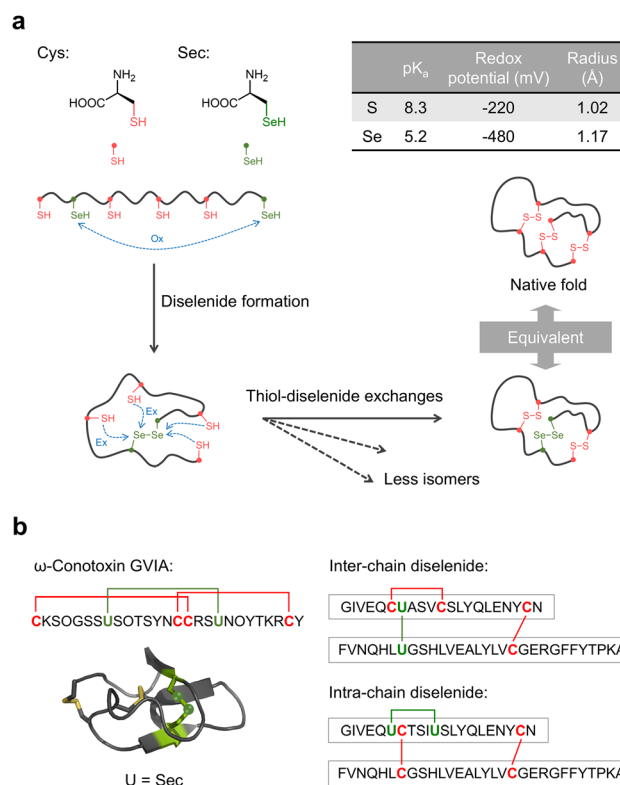 a
Cys:
Sec:
NH2
HOOC
SH
NH2
HOOC
SeH
SH
SeH
pKa
Redox potential (mV)
Radius (Å)
S 8.3 -220 1.02
Se 5.2 -480 1.17
SH SeH SH SH SH SeH
Ox
Diselenide formation
S-S
S-S
S-S
Native fold
Equivalent
SH
SH
Ex
SH
Ex
Se-Se
SH
Thiol-diselenide exchanges
Less isomers
S-S
Se-Se
S-S
b
ω-Conotoxin GVIA:
CKSOGSSUSOTSYNCCRSUNOYTKRCY
U = Sec
Inter-chain diselenide:
GIVEQCUASVCSLYQLENYCN
FVNQHLUGSHLVEALYLVCGERGFFYTPKA
Intra-chain diselenide:
GIVEQUCTSIUSLYQLENYCN
FVNQHLCGSHLVEALYLVCGERGFFYTPKA